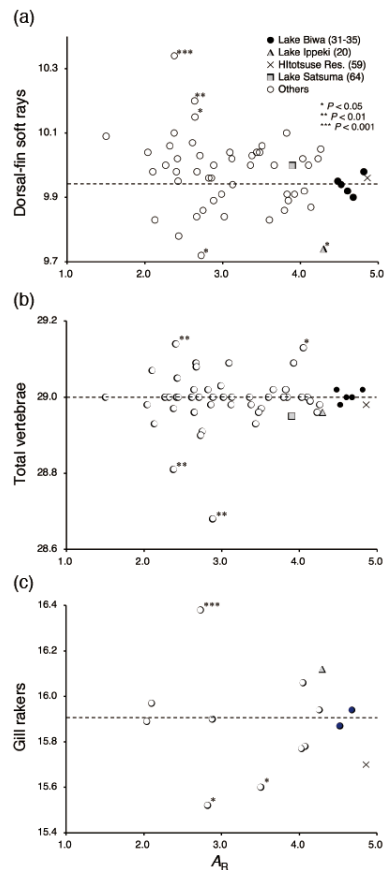 (a)
Lake Biwa (31-35)
Lake Ippeki (20)
Hitotsuse Res. (59)
Lake Satsuma (64)
Others
* P < 0.05
** P < 0.01
*** P < 0.001
***
**
*
*
*
10.3
10.1
9.9
9.7
Dorsal-fin soft rays
1.0 2.0 3.0 4.0 5.0
(b)
**
*
**
**
29.2
29.0
28.8
28.6
Total vertebrae
1.0 2.0 3.0 4.0 5.0
(c)
***
*
*
16.4
16.2
16.0
15.8
15.6
15.4
Gill rakers
1.0 2.0 3.0 4.0 5.0
AR